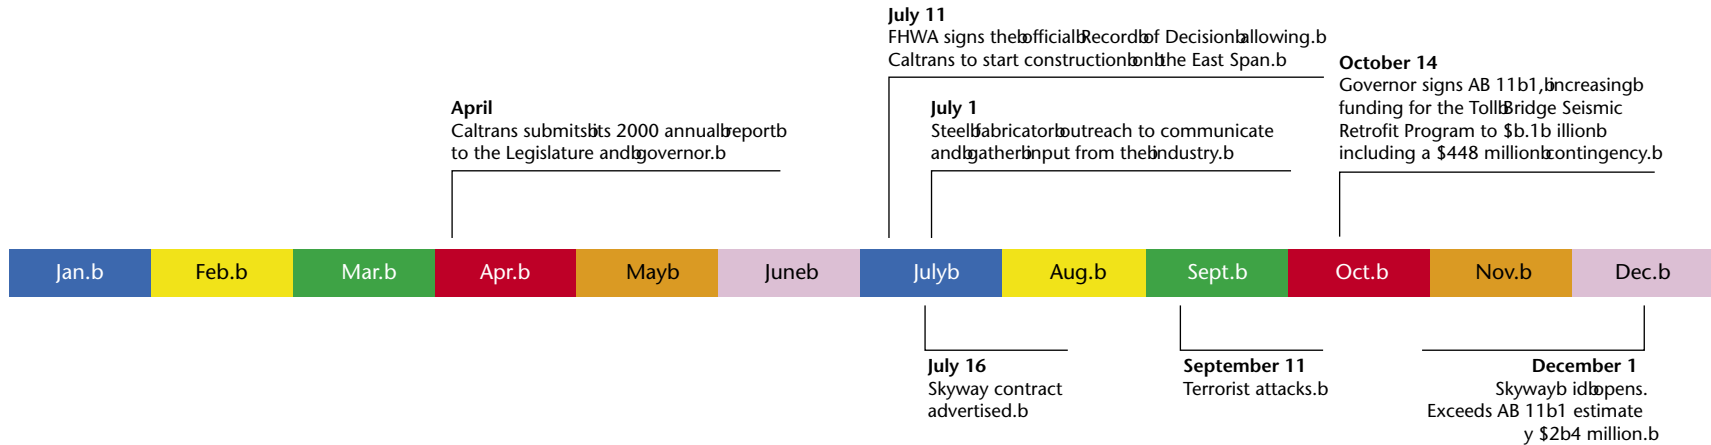 July 11
FHWA signs thebofficialbRecordbof Decisionballowing.b
Caltrans to start constructionbonbthe East Span.b
October 14
Governor signs AB 11b1,bincreasingb
funding for the TollbBridge Seismic
Retrofit Program to $b.1b illionb
including a $448 millionbcontingency.b
April
Caltrans submitsbits 2000 annualbreportb
to the Legislature andbgovernor.b
July 1
Steelbfabricatorboutreach to communicate
andbgatherbinput from thebindustry.b
Jan.b Feb.b Mar.b Apr.b Mayb Juneb Julyb Aug.b Sept.b Oct.b Nov.b Dec.b
July 16
Skyway contract
advertised.b
September 11
Terrorist attacks.b
December 1
Skywayb idbopens.
Exceeds AB 11b1 estimate
y $2b4 million.b